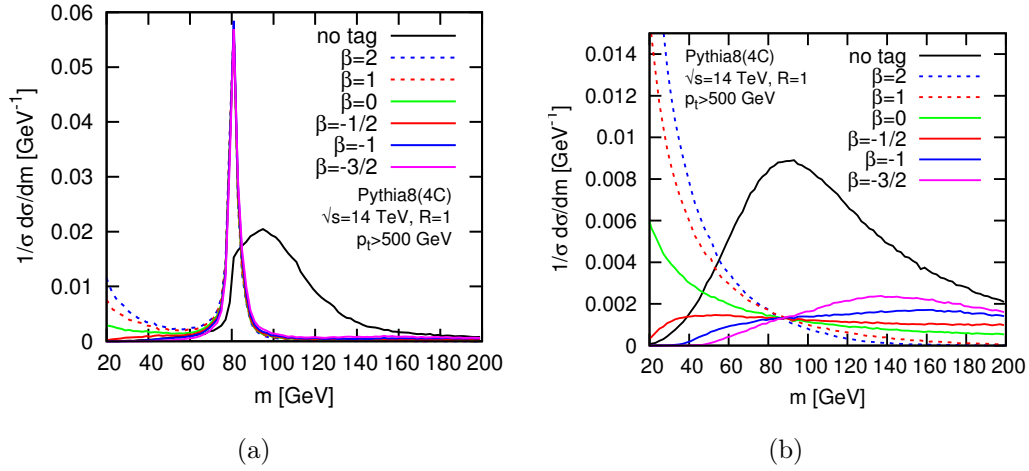 0.06
0.05
0.04
0.03
0.02
0.01
0
1/σ dσ/dm [GeV⁻¹]
no tag
β=2
β=1
β=0
β=-1/2
β=-1
β=-3/2
Pythia8(4C)
√s=14 TeV, R=1
pₜ>500 GeV
20 40 60 80 100 120 140 160 180 200
m [GeV]
(a)
0.014
0.012
0.01
0.008
0.006
0.004
0.002
0
1/σ dσ/dm [GeV⁻¹]
Pythia8(4C)
√s=14 TeV, R=1
pₜ>500 GeV
no tag
β=2
β=1
β=0
β=-1/2
β=-1
β=-3/2
20 40 60 80 100 120 140 160 180 200
m [GeV]
(b)